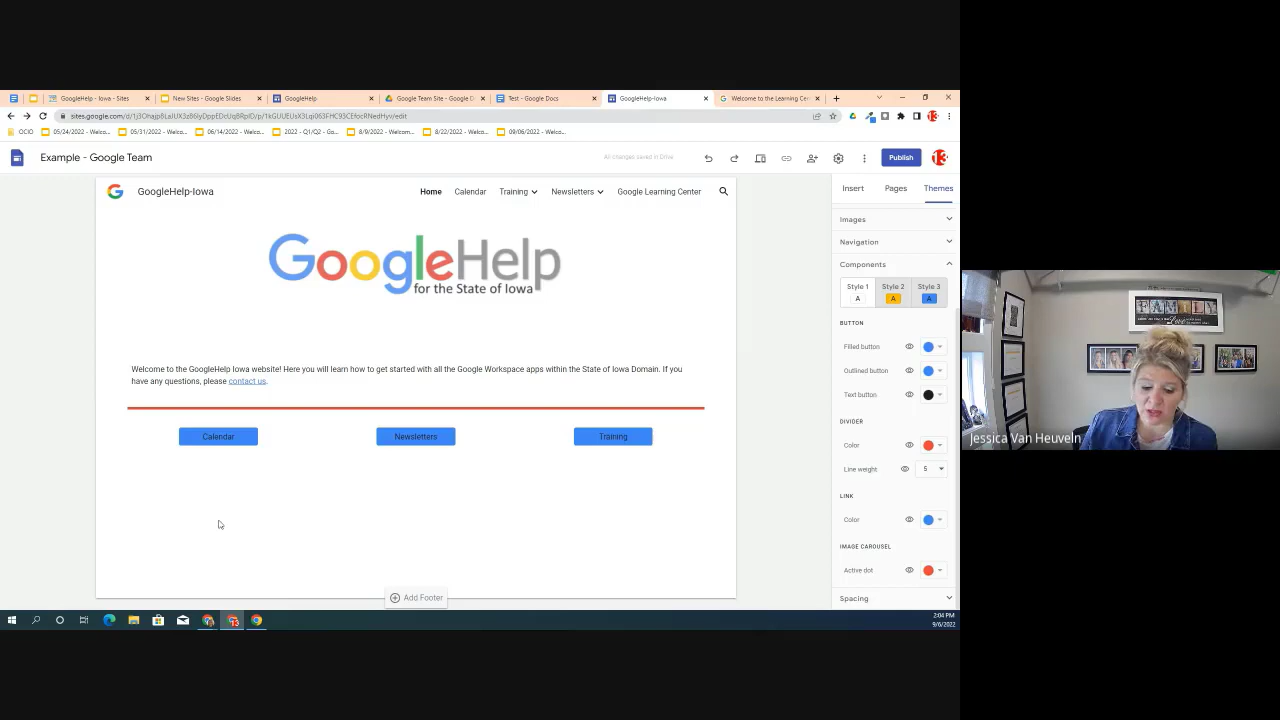 GoogleHelp - Iowa - Sites
New Sites - Google Slides
GoogleHelp
Google Team Site - Google D
Test - Google Docs
GoogleHelp-Iowa
Welcome to the Learning Cen
OCIO
05/24/2022 - Welco...
05/31/2022 - Welco...
06/14/2022 - Welco...
2022 - Q1/Q2 - Go...
8/9/2022 - Welcom...
8/22/2022 - Welco...
09/06/2022 - Welco...
Example - Google Team
All changes saved in Drive
Publish
GoogleHelp-Iowa
Home
Calendar
Training
Newsletters
Google Learning Center
GoogleHelp
for the State of Iowa
Welcome to the GoogleHelp Iowa website! Here you will learn how to get started with all the Google Workspace apps within the State of Iowa Domain. If you
have any questions, please contact us.
Calendar
Newsletters
Training
Add Footer
Insert
Pages
Themes
Images
Navigation
Components
Style 1
Style 2
Style 3
A
A
A
BUTTON
Filled button
Outlined button
Text button
DIVIDER
Color
Line weight
5
LINK
Color
IMAGE CAROUSEL
Active dot
Spacing
2:04 PM
9/6/2022
FAMILY
Jessica Van Heuveln